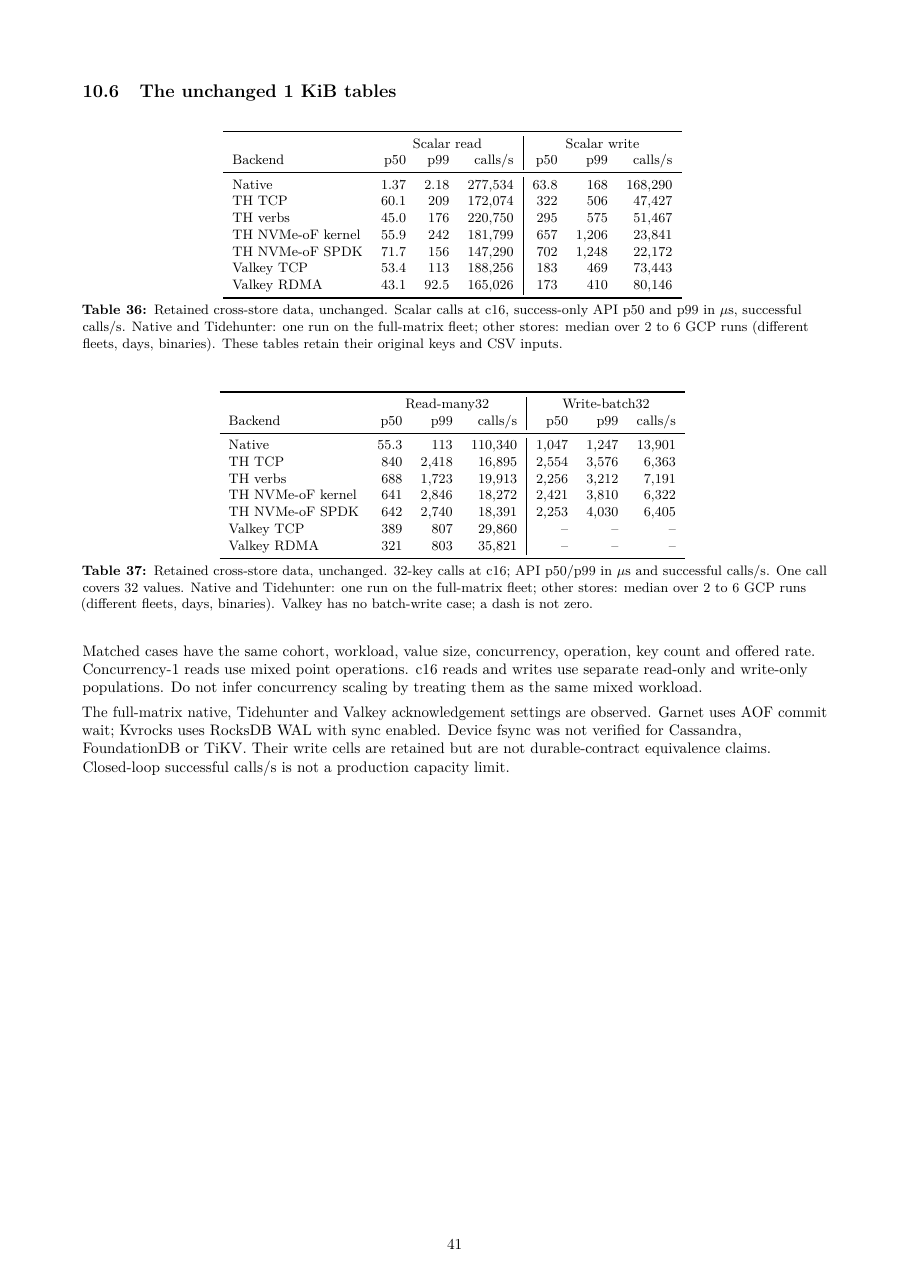 10.6 The unchanged 1 KiB tables
Scalar read Scalar write
Backend p50 p99 calls/s p50 p99 calls/s
Native 1.37 2.18 277,534 63.8 168 168,290
TH TCP 60.1 209 172,074 322 506 47,427
TH verbs 45.0 176 220,750 295 575 51,467
TH NVMe-oF kernel 55.9 242 181,799 657 1,206 23,841
TH NVMe-oF SPDK 71.7 156 147,290 702 1,248 22,172
Valkey TCP 53.4 113 188,256 183 469 73,443
Valkey RDMA 43.1 92.5 165,026 173 410 80,146
Table 36: Retained cross-store data, unchanged. Scalar calls at c16, success-only API p50 and p99 in μs, successful
calls/s. Native and Tidehunter: one run on the full-matrix fleet; other stores: median over 2 to 6 GCP runs (different
fleets, days, binaries). These tables retain their original keys and CSV inputs.
Read-many32 Write-batch32
Backend p50 p99 calls/s p50 p99 calls/s
Native 55.3 113 110,340 1,047 1,247 13,901
TH TCP 840 2,418 16,895 2,554 3,576 6,363
TH verbs 688 1,723 19,913 2,256 3,212 7,191
TH NVMe-oF kernel 641 2,846 18,272 2,421 3,810 6,322
TH NVMe-oF SPDK 642 2,740 18,391 2,253 4,030 6,405
Valkey TCP 389 807 29,860 – – –
Valkey RDMA 321 803 35,821 – – –
Table 37: Retained cross-store data, unchanged. 32-key calls at c16; API p50/p99 in μs and successful calls/s. One call
covers 32 values. Native and Tidehunter: one run on the full-matrix fleet; other stores: median over 2 to 6 GCP runs
(different fleets, days, binaries). Valkey has no batch-write case; a dash is not zero.
Matched cases have the same cohort, workload, value size, concurrency, operation, key count and offered rate.
Concurrency-1 reads use mixed point operations. c16 reads and writes use separate read-only and write-only
populations. Do not infer concurrency scaling by treating them as the same mixed workload.
The full-matrix native, Tidehunter and Valkey acknowledgement settings are observed. Garnet uses AOF commit
wait; Kvrocks uses RocksDB WAL with sync enabled. Device fsync was not verified for Cassandra,
FoundationDB or TiKV. Their write cells are retained but are not durable-contract equivalence claims.
Closed-loop successful calls/s is not a production capacity limit.
41